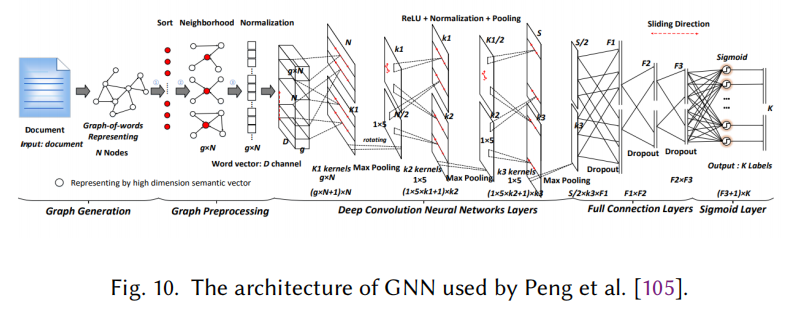 Sort Neighborhood Normalization
ReLU + Normalization + Pooling
Sliding Direction
Document
Input: document
Graph-of-words
Representing
N Nodes
① ② ③
g×N
g×N
g×N
N
D
g
Word vector: D channel
N
K1
K1 kernels
g×N
(g×N+1)×N
k1
1×5
N/2
rotating
Max Pooling
k1
k2
k2 kernels
1×5
(1×5×k1+1)×k2
K1/2
k2
1×5
Max Pooling
S
k3
k3 kernels
1×5
(1×5×k2+1)×k3
S/2
k3
Max Pooling
S/2×k3×F1
F1
Dropout
F1×F2
F2
Dropout
F3
Dropout
F2×F3
Sigmoid
...
...
K
Output : K Labels
(F3+1)×K
Representing by high dimension semantic vector
Graph Generation
Graph Preprocessing
Deep Convolution Neural Networks Layers
Full Connection Layers
Sigmoid Layer
Fig. 10. The architecture of GNN used by Peng et al. [105].